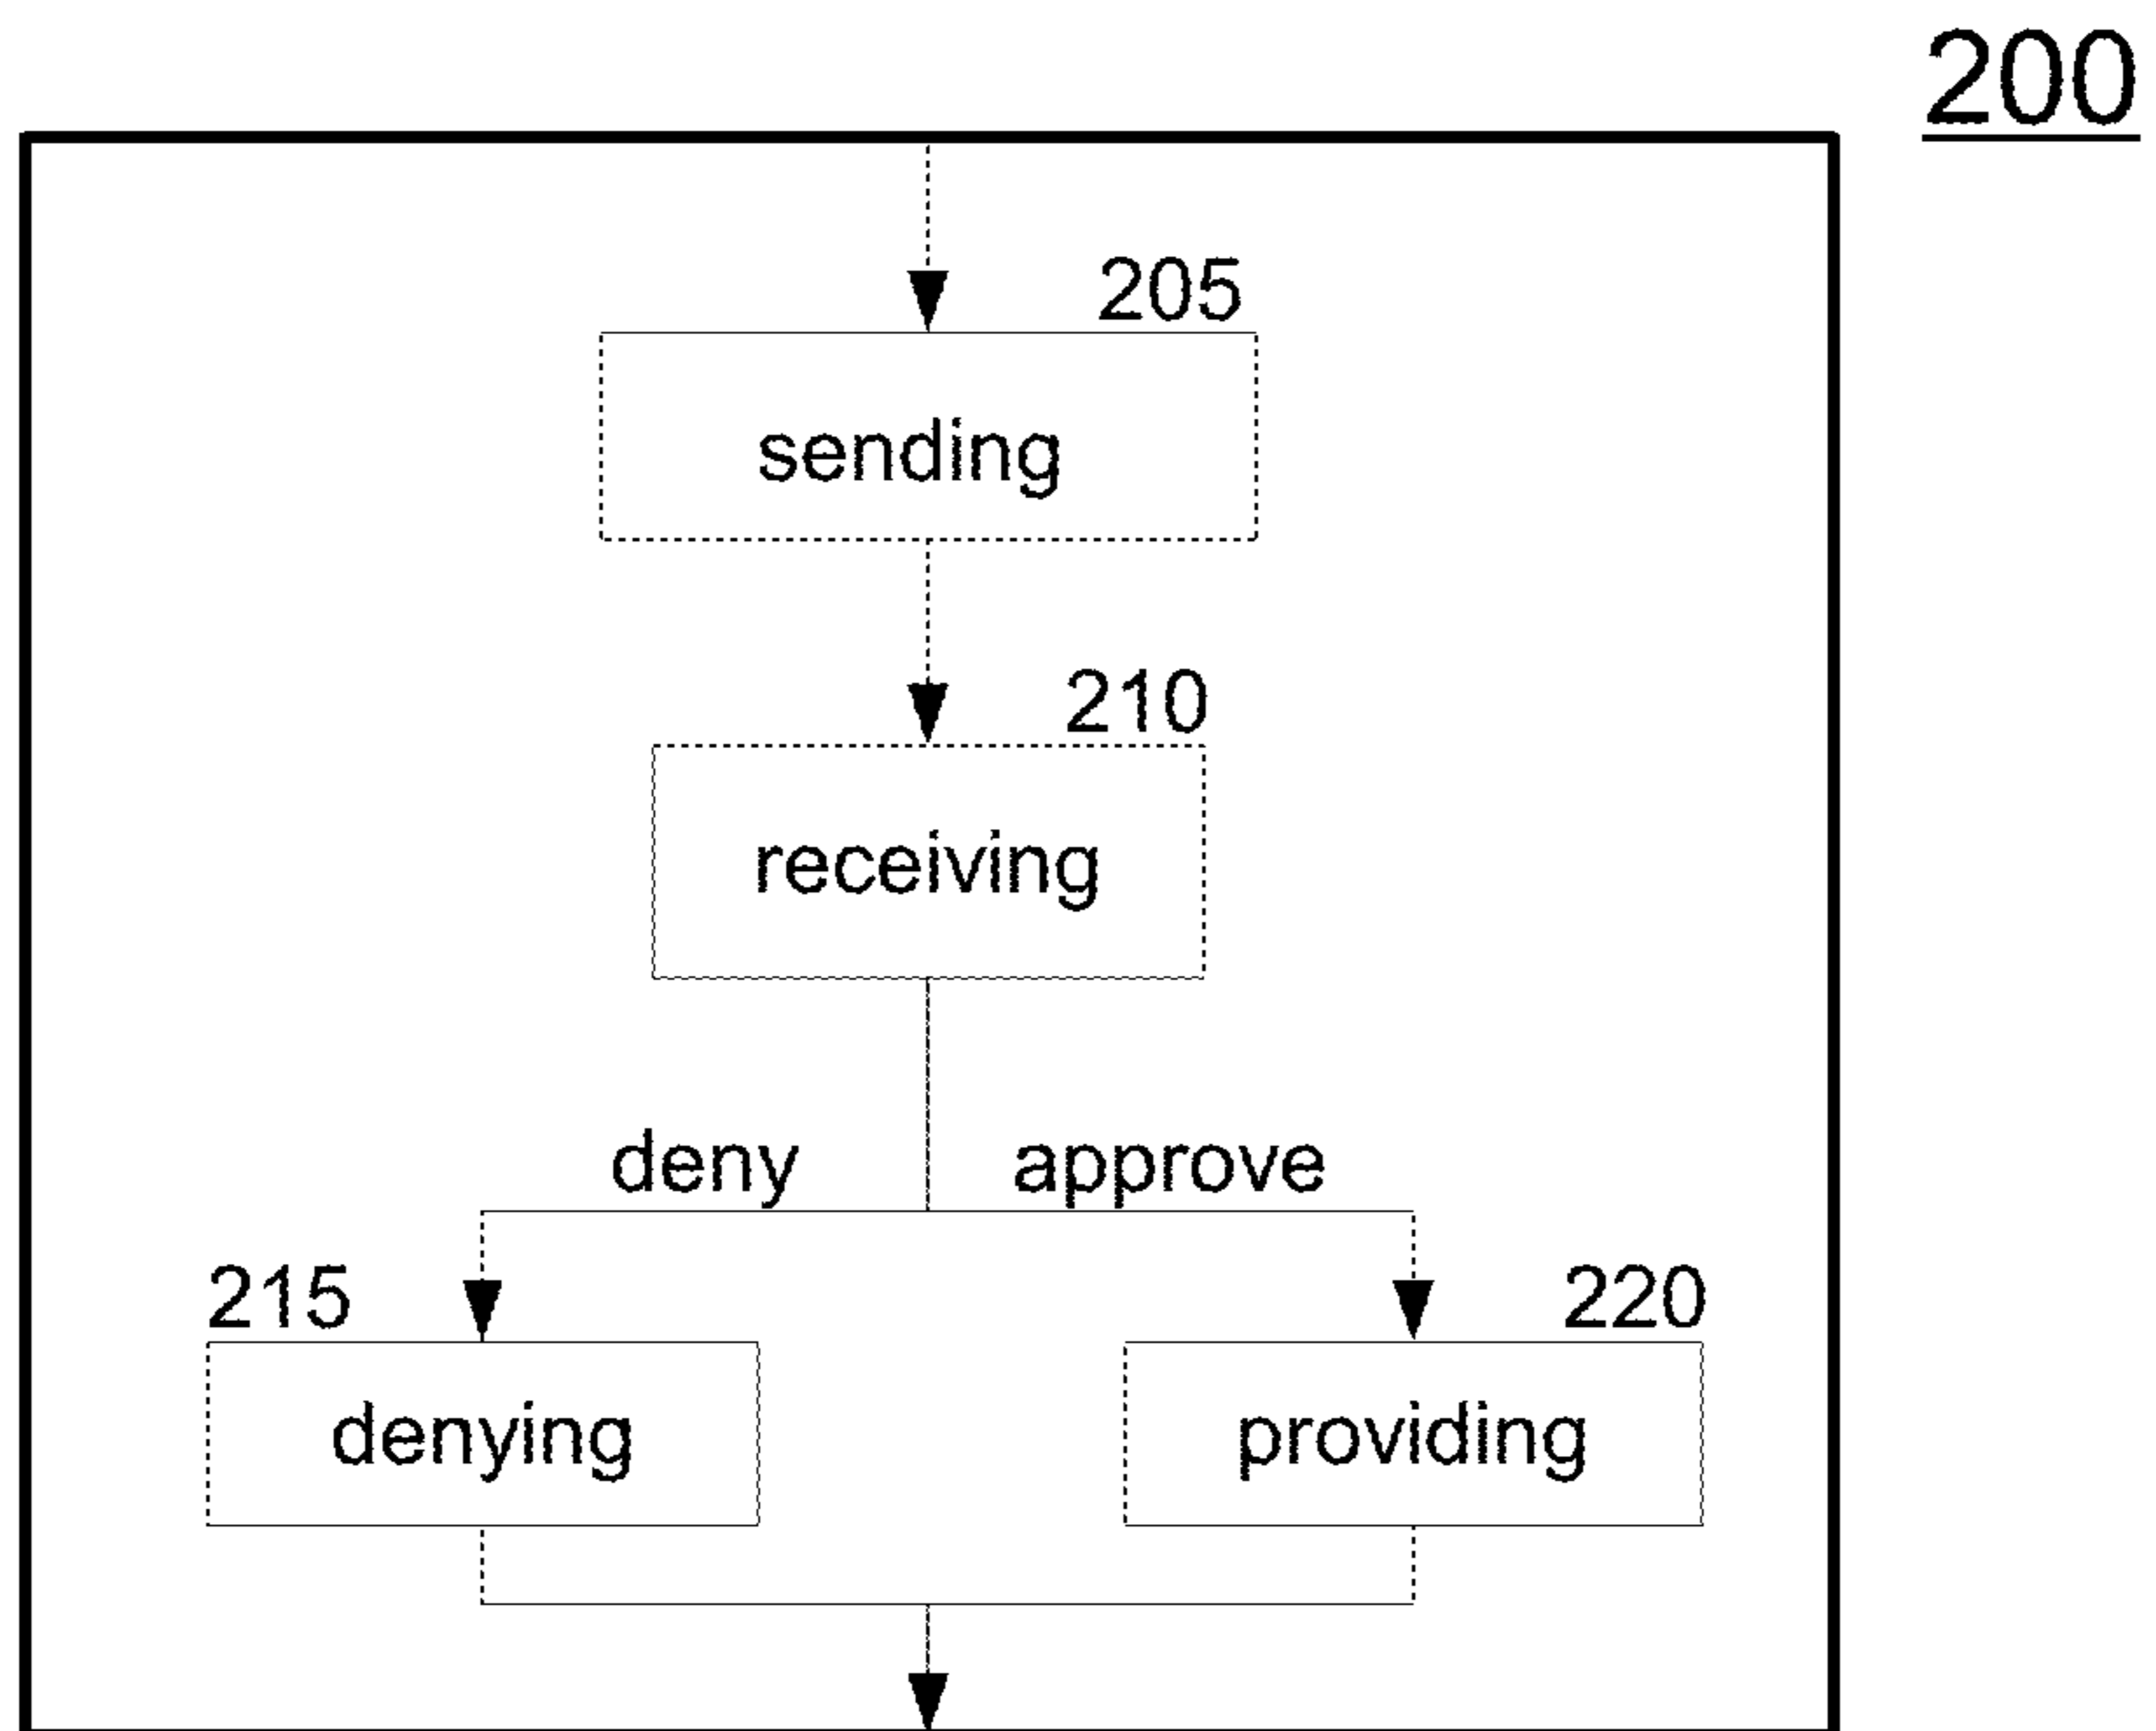 200
205
sending
210
receiving
deny approve
215 220
denying providing